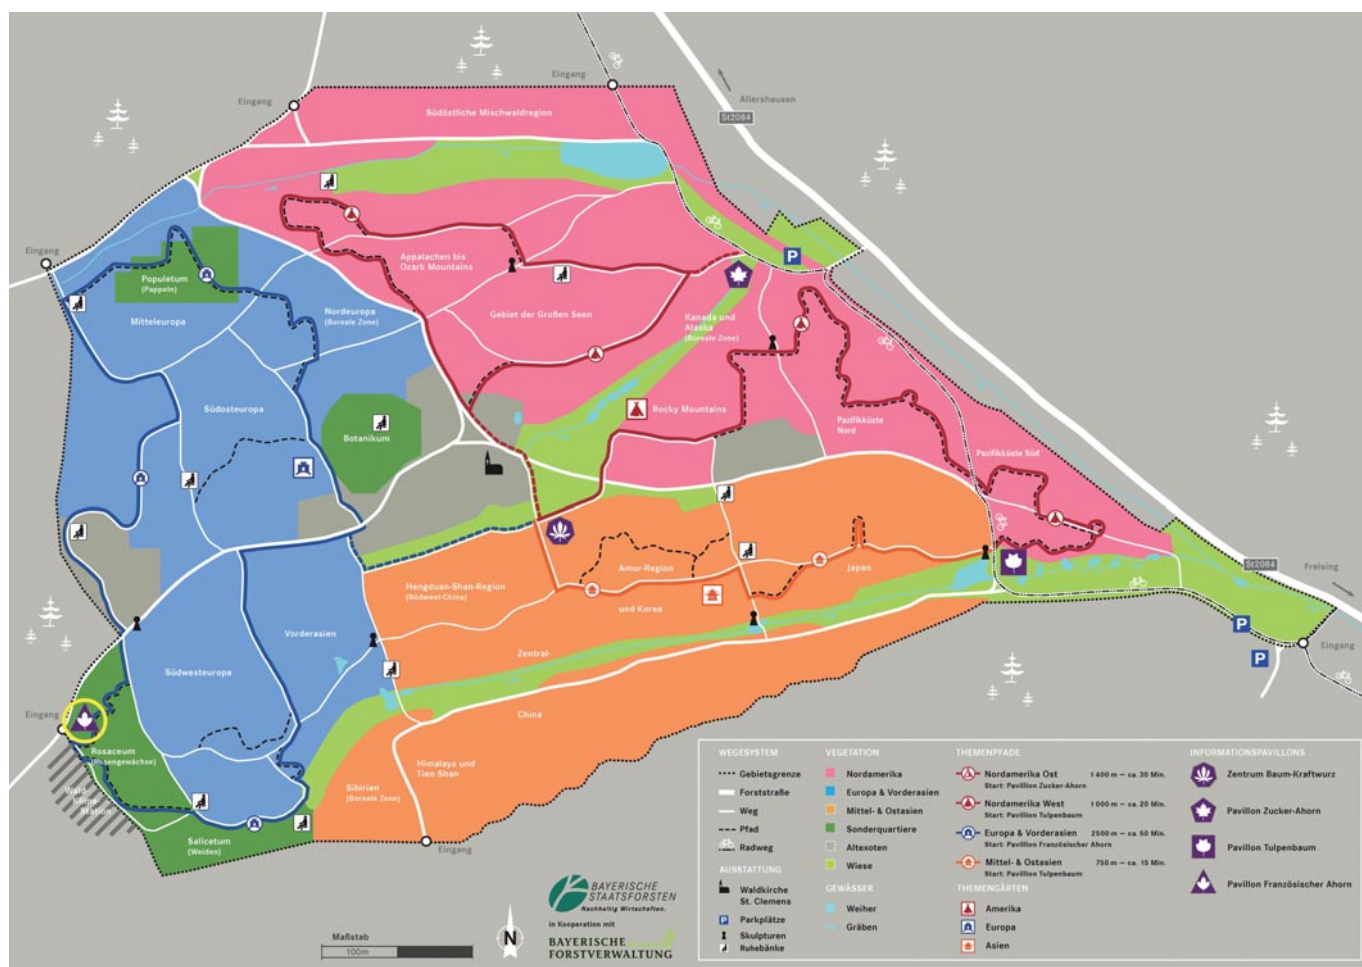 Eingang
Eingang
Allershausen
St2084
Südöstliche Mischwaldregion
Eingang
Populetum
(Pappeln)
Mitteleuropa
Nordeuropa
(Boreale Zone)
Appalachen bis
Ozark Mountains
Gebiet der Großen Seen
Kanada und
Alaska
(Boreale Zone)
P
Südosteuropa
Botanikum
Rocky Mountains
Pazifikküste
Nord
Pazifikküste Süd
Hengduan-Shan-Region
(Südwest-China)
Amur-Region
Japan
und Korea
St2084
Freising
Vorderasien
Südwesteuropa
Zentral-
P
P
Eingang
China
Eingang
Rosaceum
(Rosengewächse)
Wald-
Klima-
Station
Himalaya und
Tien Shan
Sibirien
(Boreale Zone)
Salicetum
(Weiden)
Eingang
WEGESYSTEM
Gebietsgrenze
Forststraße
Weg
Pfad
Radweg
AUSSTATTUNG
Waldkirche
St. Clemens
P Parkplätze
Skulpturen
Ruhebänke
VEGETATION
Nordamerika
Europa & Vorderasien
Mittel- & Ostasien
Sonderquartiere
Altexoten
Wiese
GEWÄSSER
Weiher
Gräben
THEMENPFADE
Nordamerika Ost 1400 m – ca. 30 Min.
Start: Pavillion Zucker-Ahorn
Nordamerika West 1000 m – ca. 20 Min.
Start: Pavillion Tulpenbaum
Europa & Vorderasien 2500 m – ca. 50 Min.
Start: Pavillion Französischer Ahorn
Mittel- & Ostasien 750 m – ca. 15 Min.
Start: Pavillion Tulpenbaum
THEMENGÄRTEN
Amerika
Europa
Asien
INFORMATIONSPAVILLONS
Zentrum Baum-Kraftwurz
Pavillon Zucker-Ahorn
Pavillon Tulpenbaum
Pavillon Französischer Ahorn
BAYERISCHE
STAATSFORSTEN
Nachhaltig Wirtschaften.
in Kooperation mit
BAYERISCHE
FORSTVERWALTUNG
N
Maßstab
100m